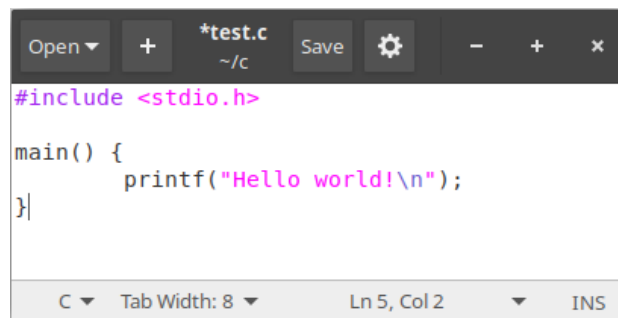 Open + *test.c Save - + ×
~/c
#include <stdio.h>
main() {
        printf("Hello world!\n");
}
C Tab Width: 8 Ln 5, Col 2 INS